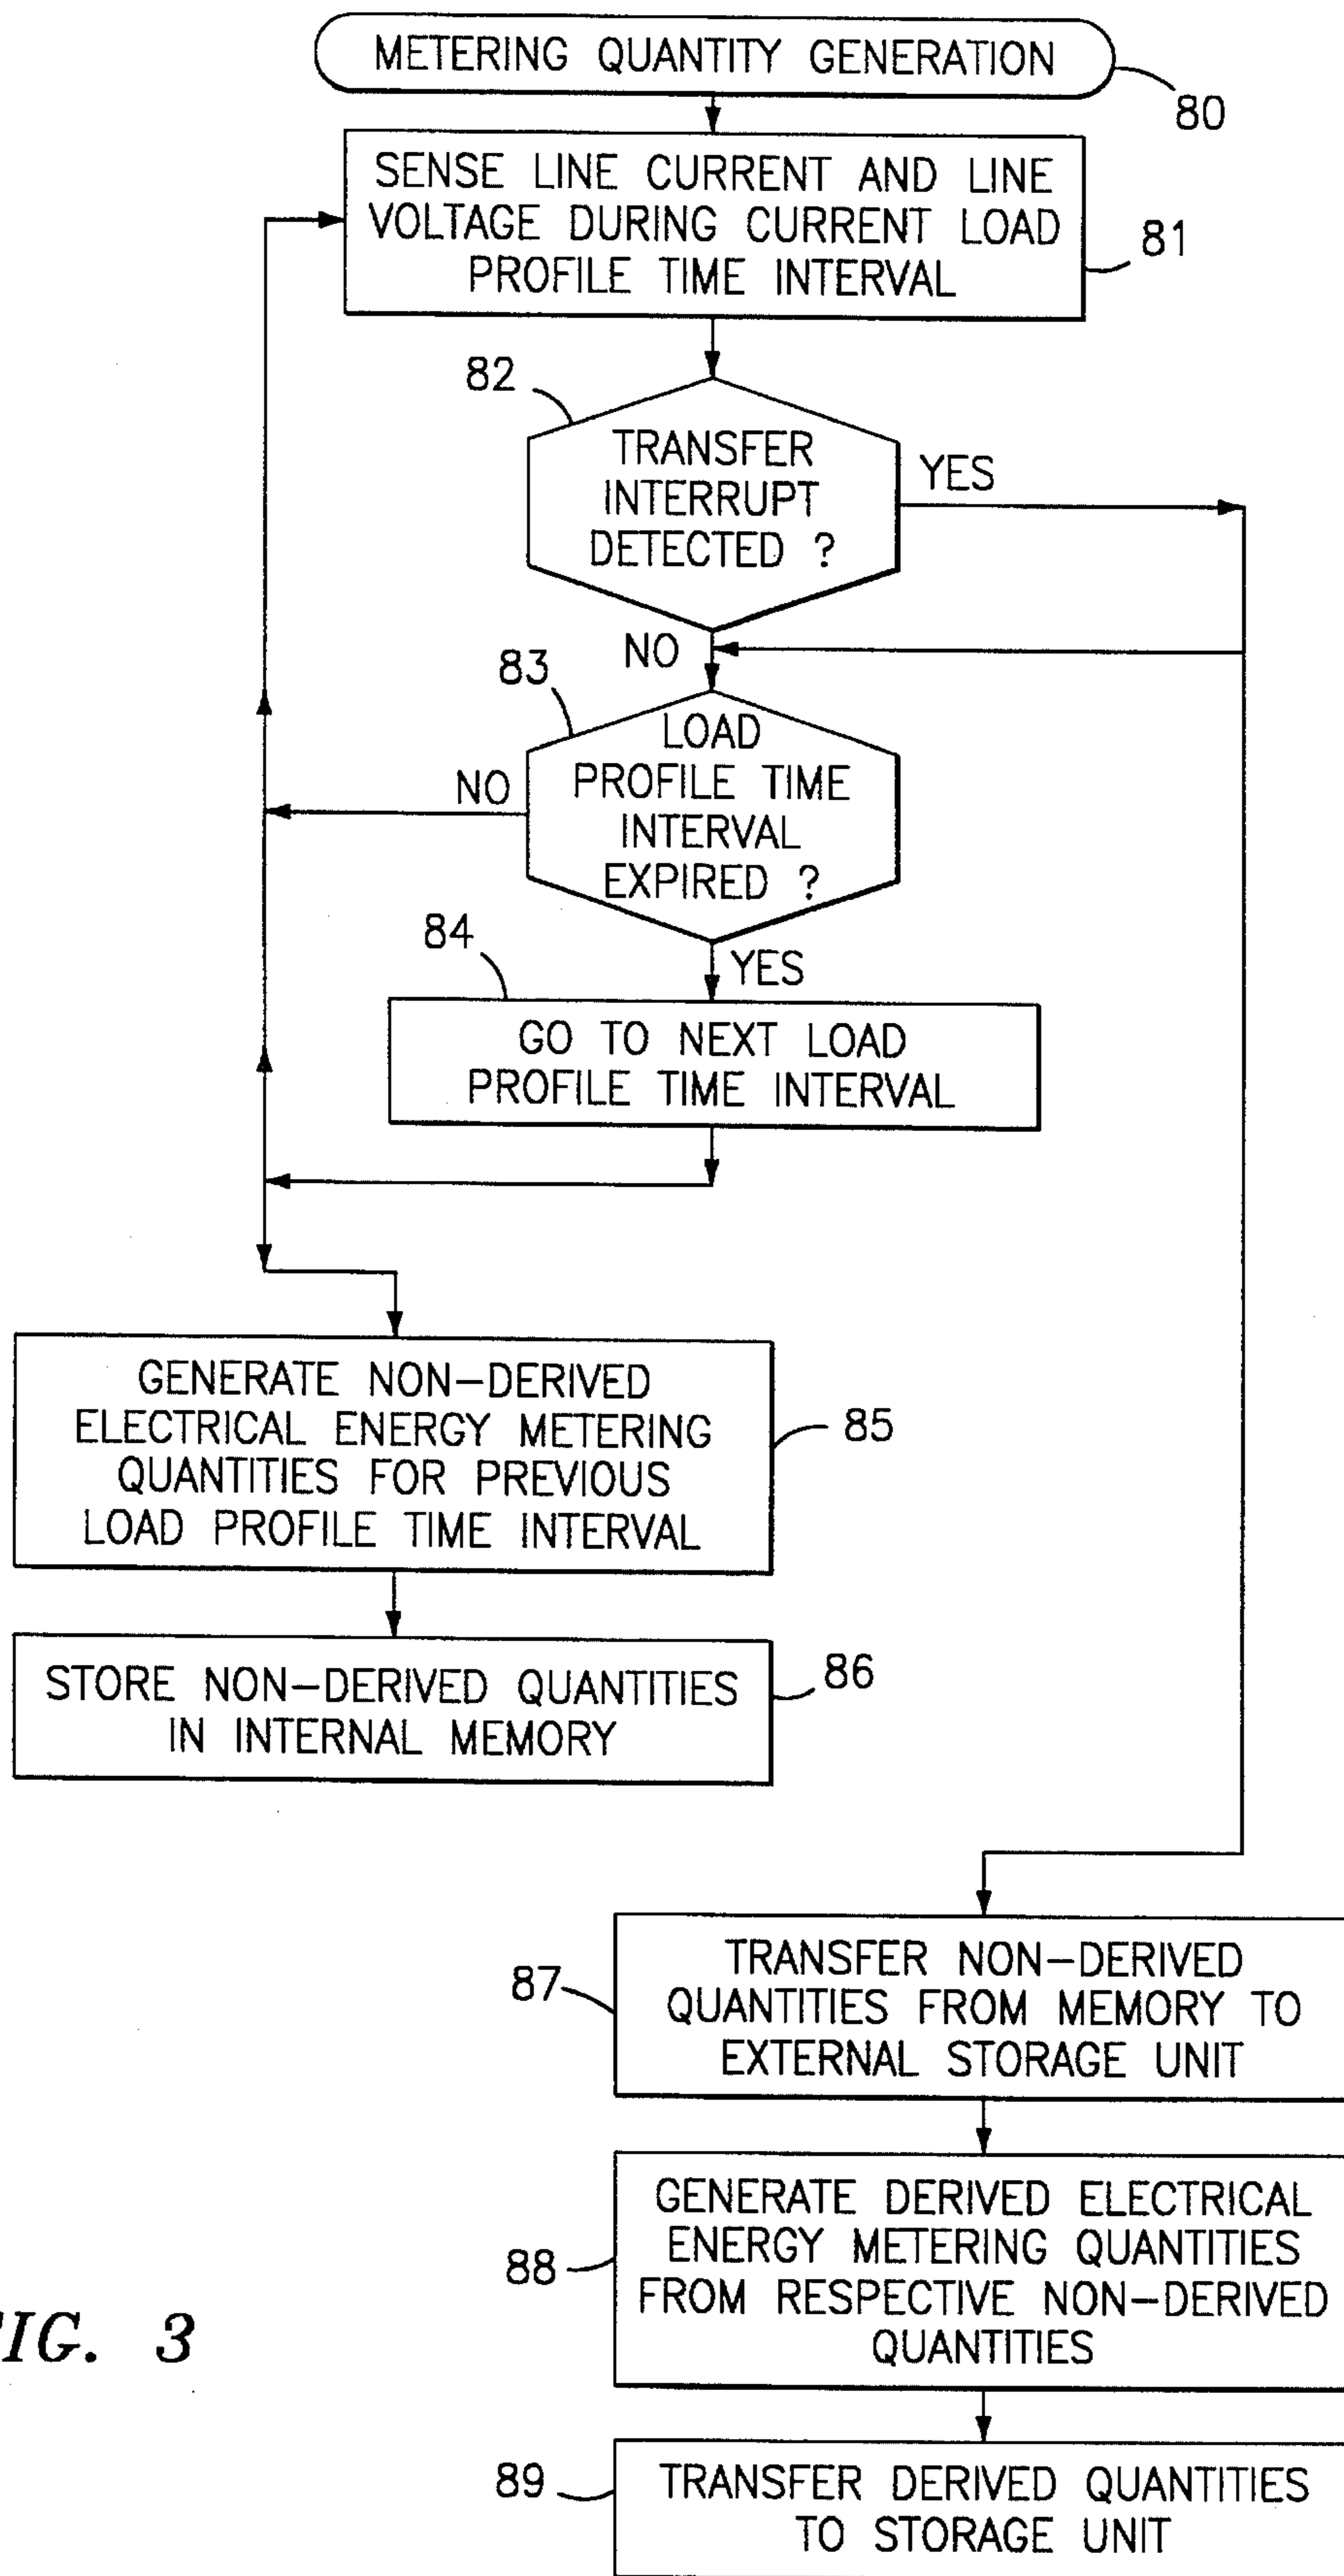 METERING QUANTITY GENERATION
80
SENSE LINE CURRENT AND LINE
VOLTAGE DURING CURRENT LOAD
PROFILE TIME INTERVAL
81
82
TRANSFER
INTERRUPT
DETECTED ?
YES
NO
83
LOAD
PROFILE TIME
INTERVAL
EXPIRED ?
NO
84
YES
GO TO NEXT LOAD
PROFILE TIME INTERVAL
GENERATE NON-DERIVED
ELECTRICAL ENERGY METERING
QUANTITIES FOR PREVIOUS
LOAD PROFILE TIME INTERVAL
85
STORE NON-DERIVED QUANTITIES
IN INTERNAL MEMORY
86
87
TRANSFER NON-DERIVED
QUANTITIES FROM MEMORY TO
EXTERNAL STORAGE UNIT
88
GENERATE DERIVED ELECTRICAL
ENERGY METERING QUANTITIES
FROM RESPECTIVE NON-DERIVED
QUANTITIES
89
TRANSFER DERIVED QUANTITIES
TO STORAGE UNIT
IG. 3